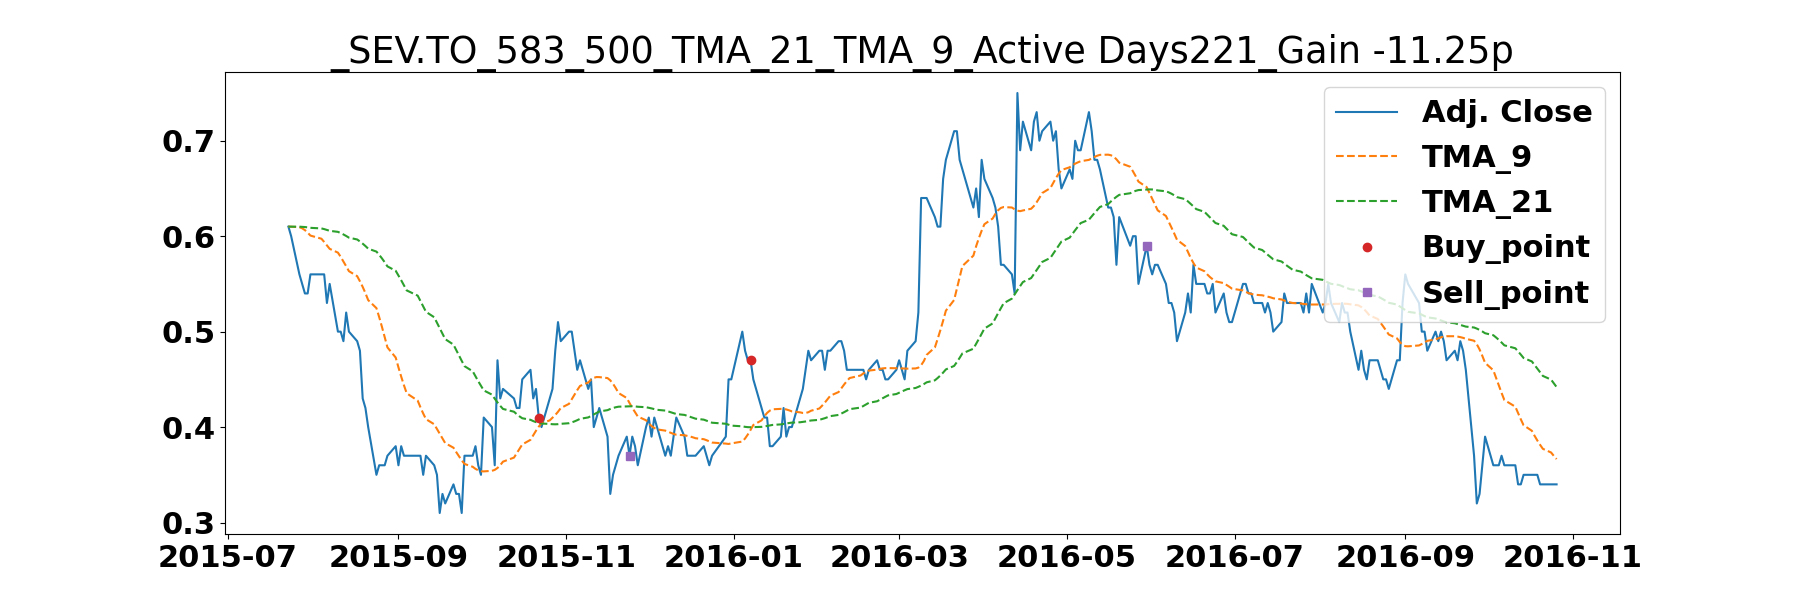 _SEV.TO_583_500_TMA_21_TMA_9_Active Days221_Gain -11.25p
Adj. Close
TMA_9
TMA_21
Buy_point
Sell_point
0.7
0.6
0.5
0.4
0.3
2015-07 2015-09 2015-11 2016-01 2016-03 2016-05 2016-07 2016-09 2016-11